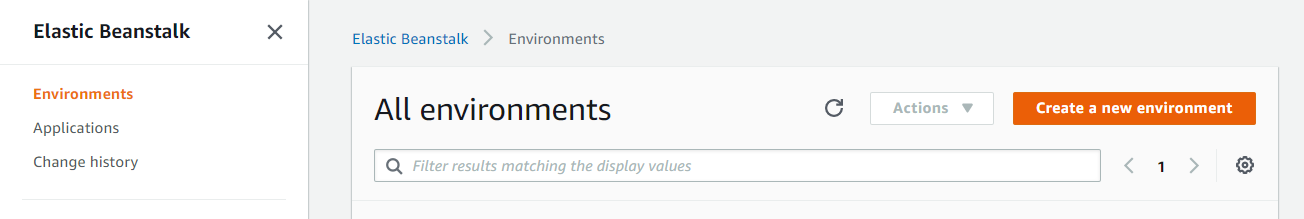 Elastic Beanstalk
Environments
Applications
Change history
Elastic Beanstalk Environments
All environments
Actions
Create a new environment
Filter results matching the display values
1